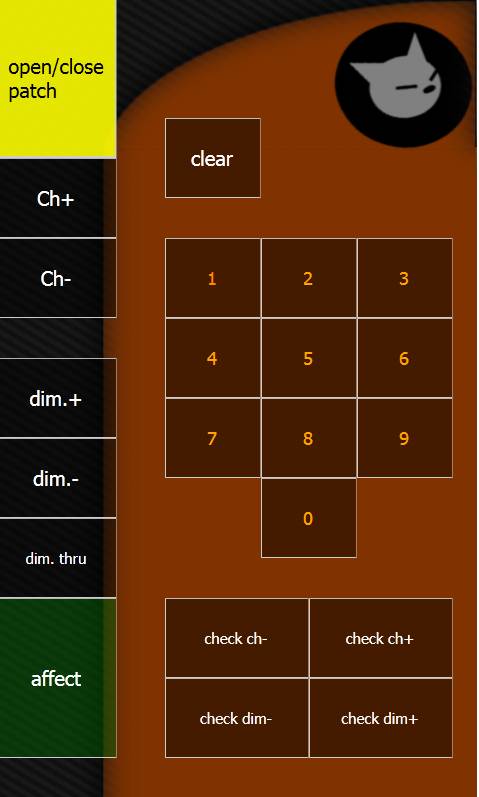 open/close
patch
clear
Ch+
1 2 3
Ch-
4 5 6
dim.+
7 8 9
dim.-
0
dim. thru
check ch- check ch+
affect
check dim- check dim+